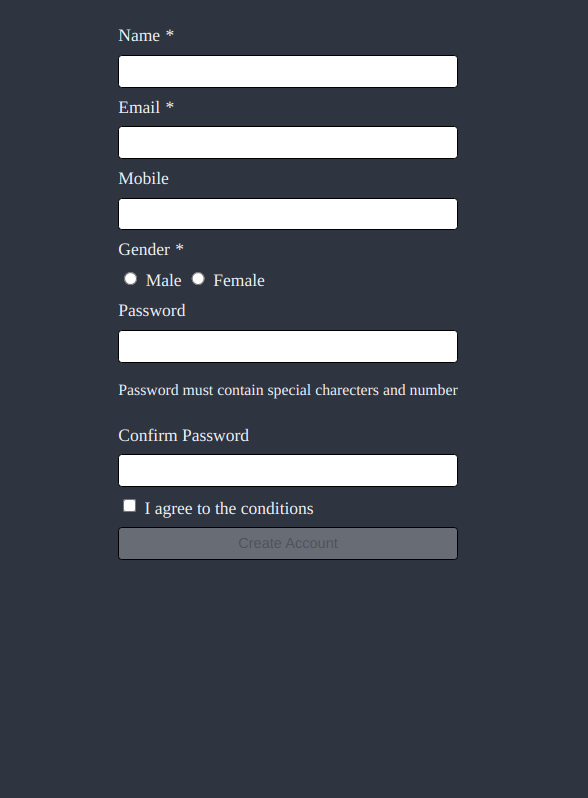 Name *
Email *
Mobile
Gender *
Male Female
Password
Password must contain special charecters and number
Confirm Password
I agree to the conditions
Create Account